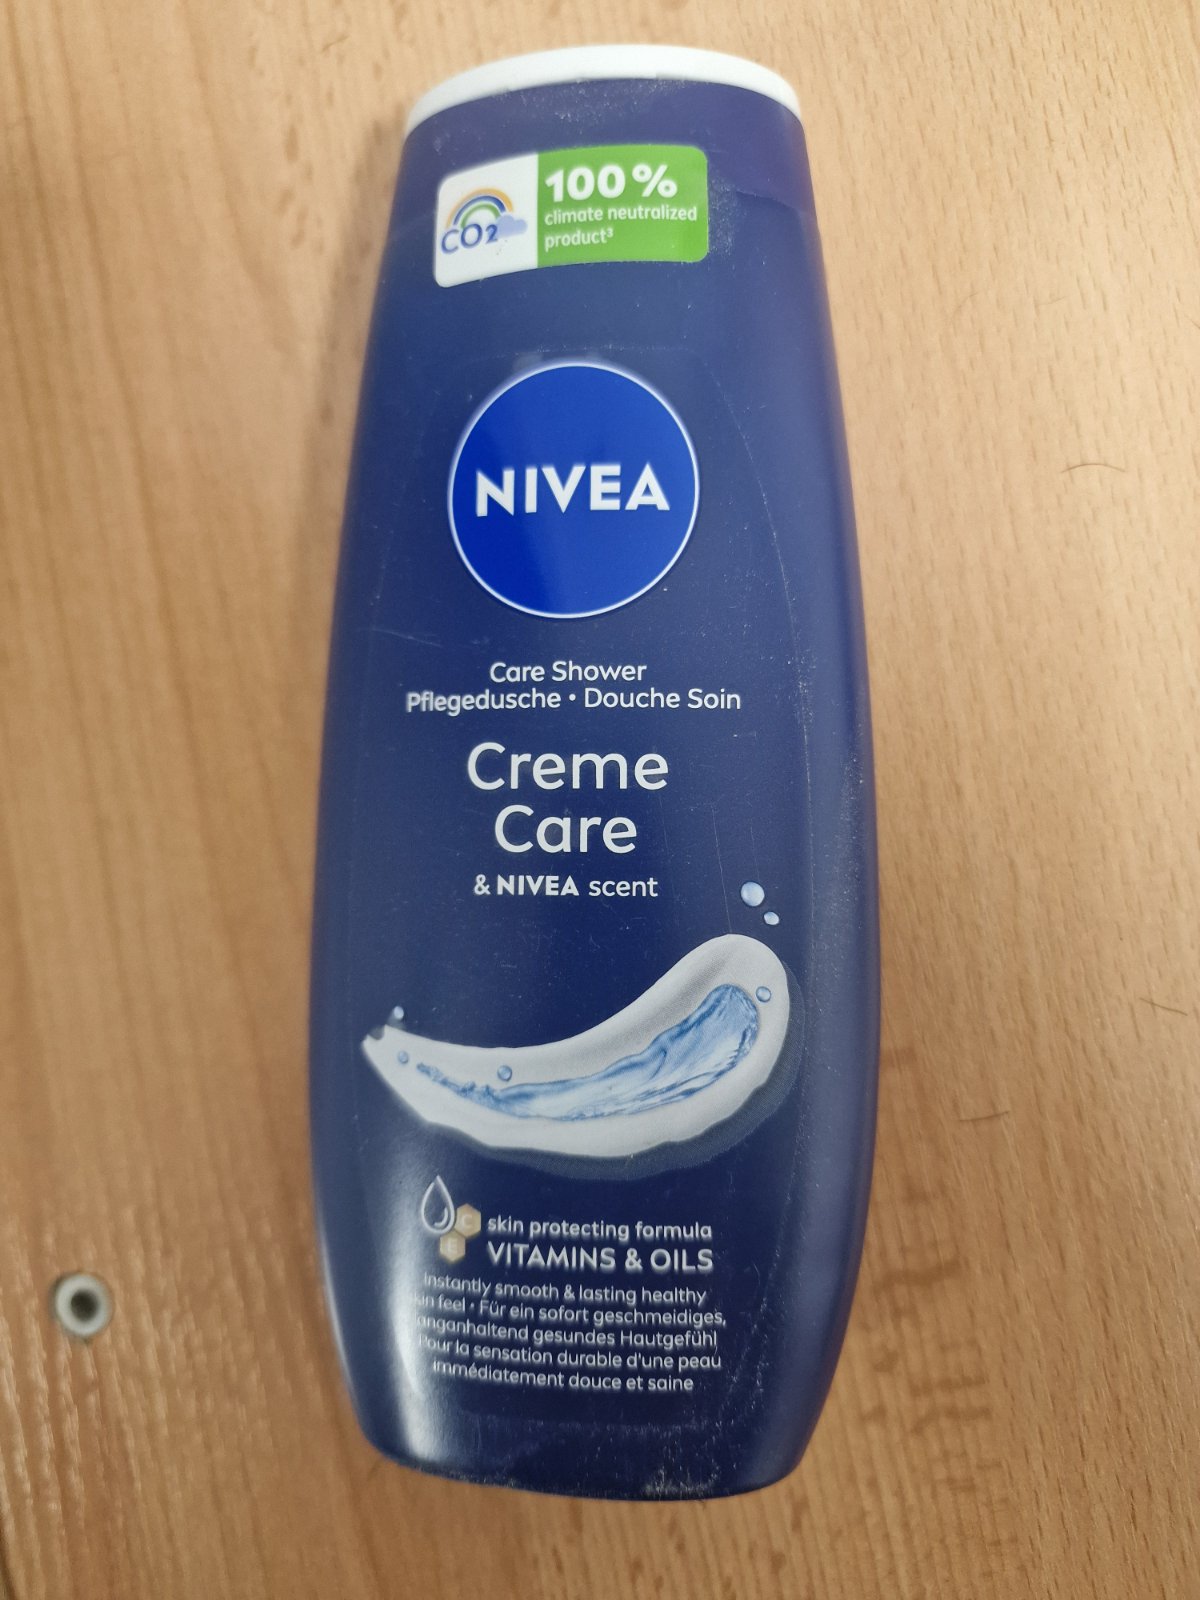 CO2
100%
climate neutralized
product³
NIVEA
Care Shower
Pflegedusche • Douche Soin
Creme
Care
& NIVEA scent
C
E
skin protecting formula
VITAMINS & OILS
Instantly smooth & lasting healthy
kin feel • Für ein sofort geschmeidiges,
anganhaltend gesundes Hautgefühl
Pour la sensation durable d'une peau
immédiatement douce et saine